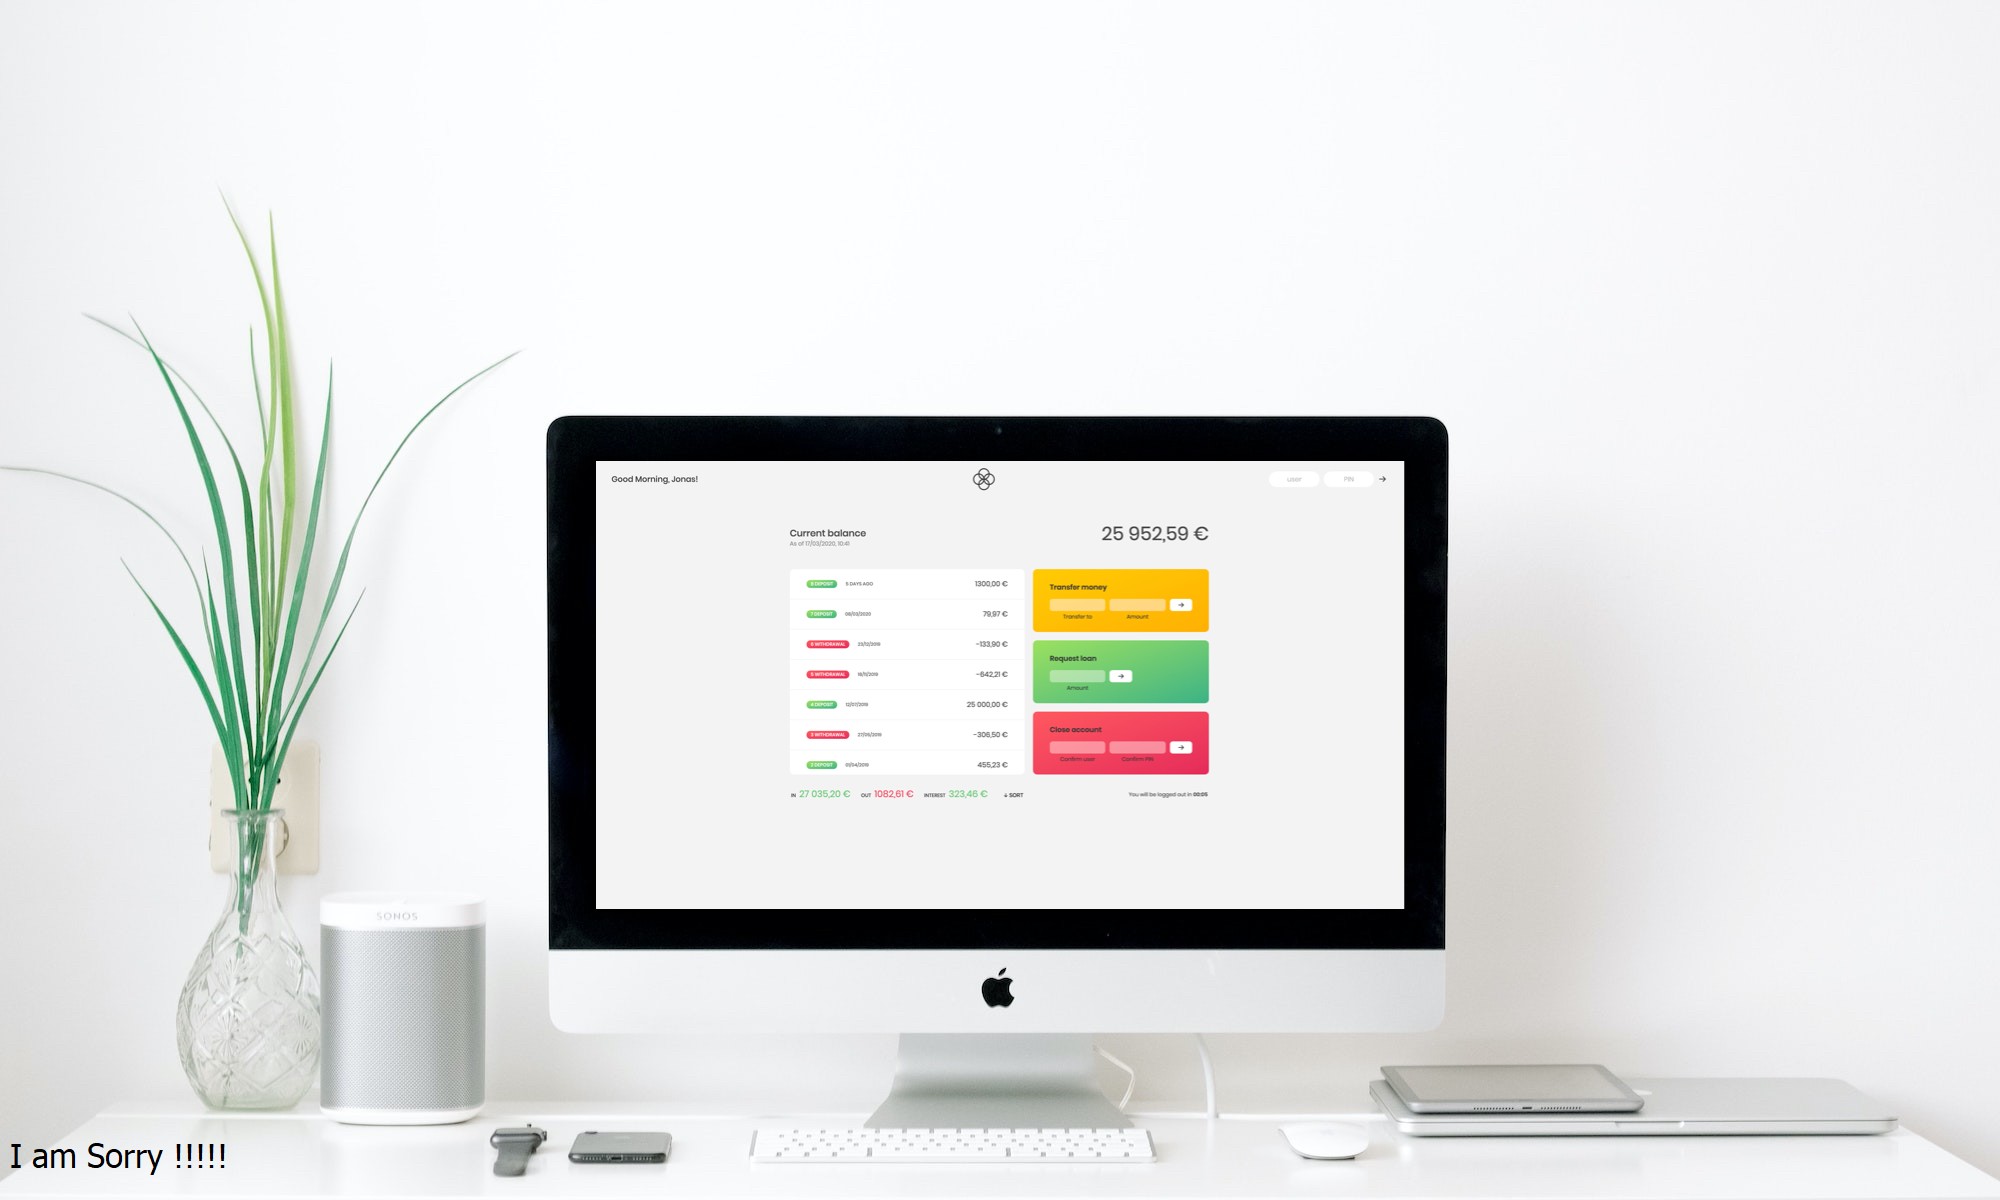 Good Morning, Jonas!
user
PIN
Current balance
As of 17/03/2020, 10:41
25 952,59 €
8 DEPOSIT 5 DAYS AGO 1300,00 €
7 DEPOSIT 08/03/2020 79,97 €
WITHDRAWAL 23/12/2019 -133,90 €
5 WITHDRAWAL 18/11/2019 -642,21 €
4 DEPOSIT 12/07/2019 25 000,00 €
3 WITHDRAWAL 27/05/2019 -306,50 €
2 DEPOSIT 01/04/2019 455,23 €
Transfer money
Transfer to
Amount
Request loan
Amount
Close account
Confirm user
Confirm PIN
IN 27 035,20 € OUT 1082,61 € INTEREST 323,46 € ↓ SORT
You will be logged out in 00:05
SONOS
I am Sorry !!!!!